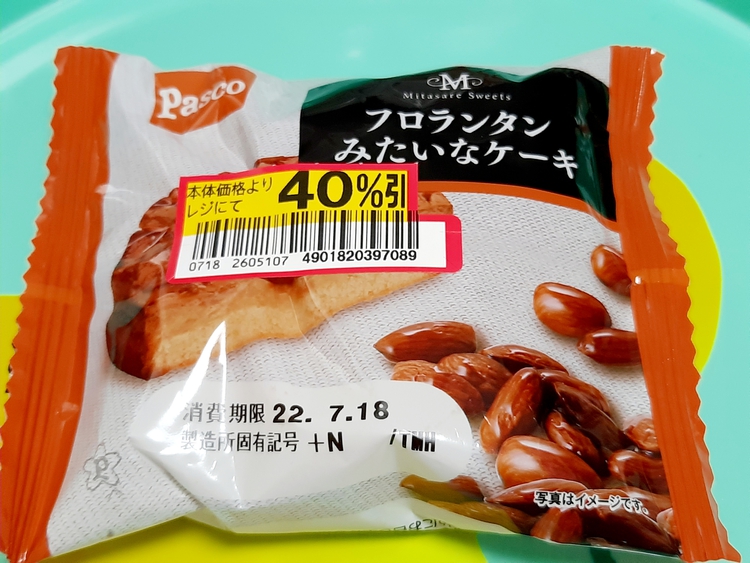 Pasco
M
Mitasare Sweets
フロランタン
みたいなケーキ
本体価格より
レジにて
40%引
0718 2605107 4901820397089
消費期限 22. 7.18
製造所固有記号 +N /TMH
写真はイメージです。